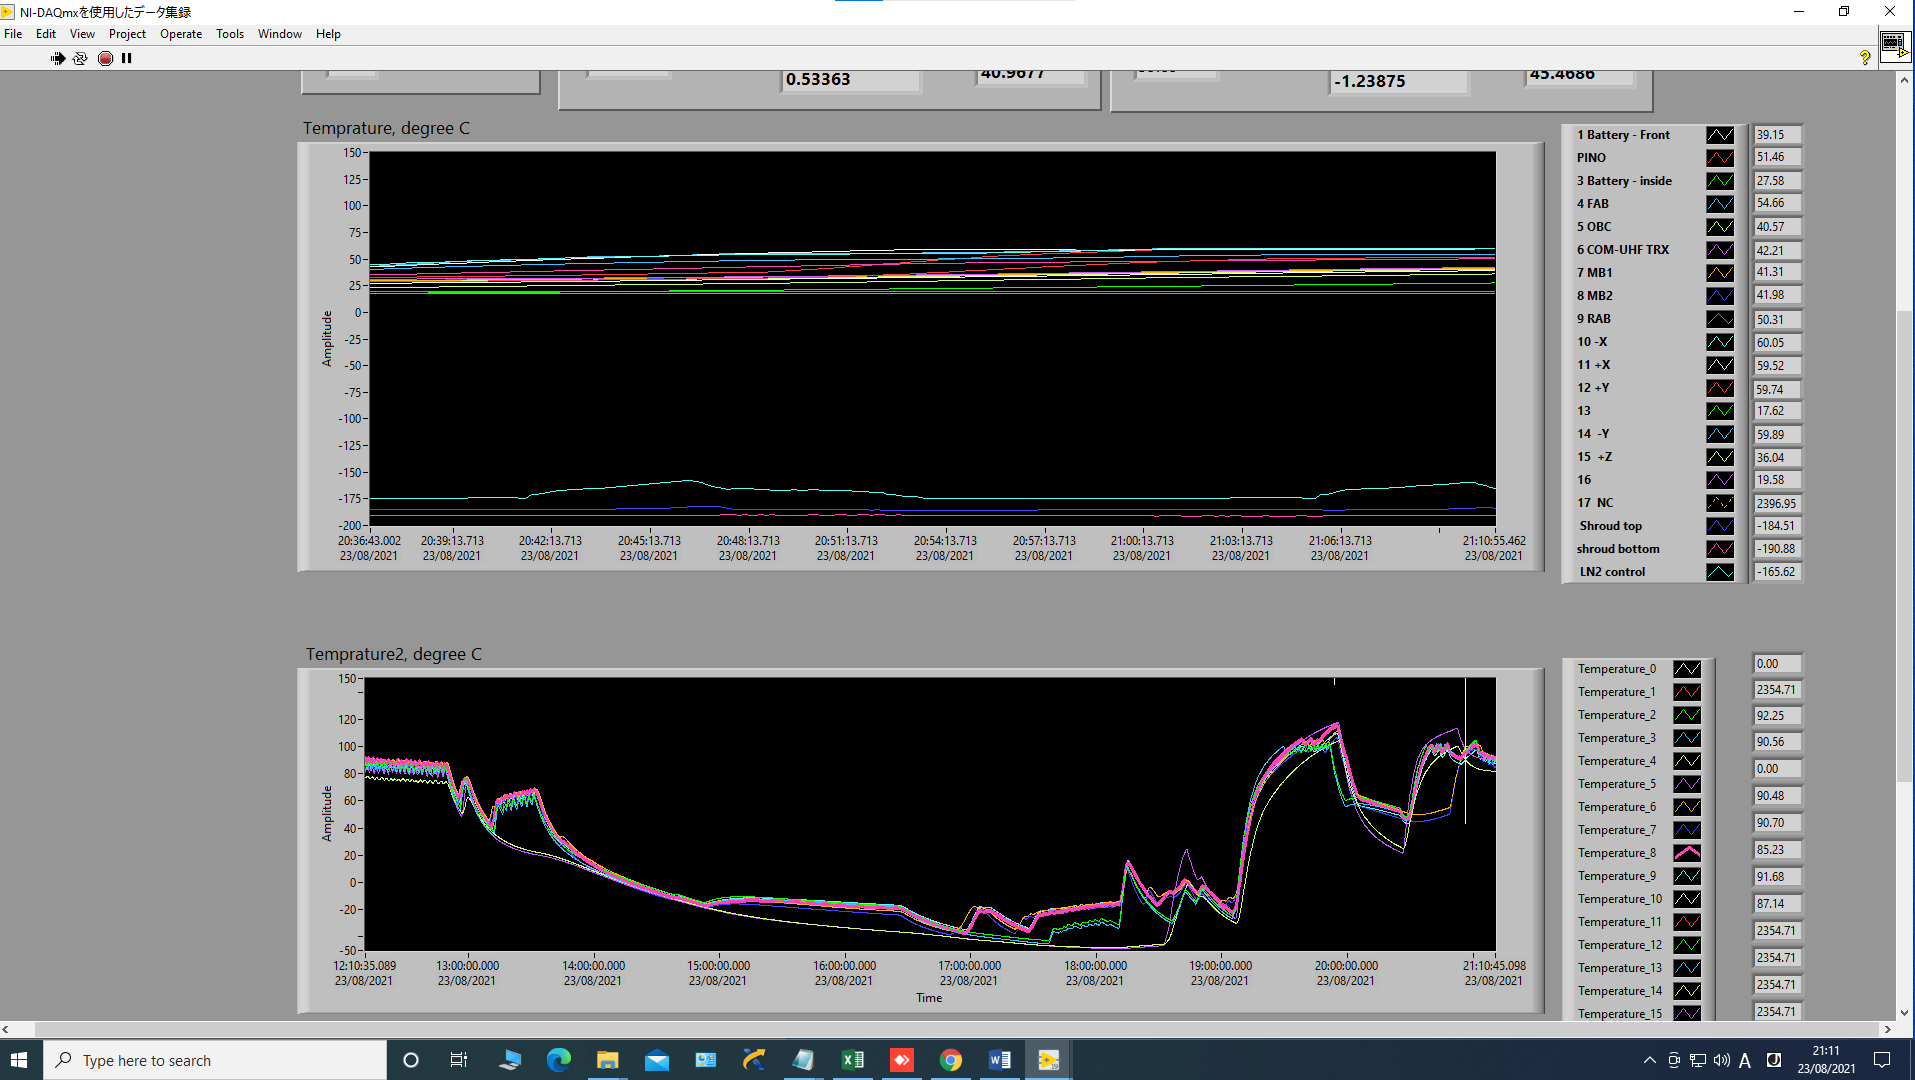 NI-DAQmxを使用したデータ集録
File Edit View Project Operate Tools Window Help
0.53363
40.9677
-1.23875
45.4686
Temprature, degree C
150
125
100
75
50
25
0
-25
-50
-75
-100
-125
-150
-175
-200
Amplitude
20:36:43.002 20:39:13.713 20:42:13.713 20:45:13.713 20:48:13.713 20:51:13.713 20:54:13.713 20:57:13.713 21:00:13.713 21:03:13.713 21:06:13.713 21:10:55.462
23/08/2021 23/08/2021 23/08/2021 23/08/2021 23/08/2021 23/08/2021 23/08/2021 23/08/2021 23/08/2021 23/08/2021 23/08/2021 23/08/2021
1 Battery - Front 39.15
PINO 51.46
3 Battery - inside 27.58
4 FAB 54.66
5 OBC 40.57
6 COM-UHF TRX 42.21
7 MB1 41.31
8 MB2 41.98
9 RAB 50.31
10 -X 60.05
11 +X 59.52
12 +Y 59.74
13 17.62
14 -Y 59.89
15 +Z 36.04
16 19.58
17 NC 2396.95
Shroud top -184.51
shroud bottom -190.88
LN2 control -165.62
Temprature2, degree C
150
120
100
80
60
40
20
0
-20
-50
Amplitude
12:10:35.089 13:00:00.000 14:00:00.000 15:00:00.000 16:00:00.000 17:00:00.000 18:00:00.000 19:00:00.000 20:00:00.000 21:10:45.098
23/08/2021 23/08/2021 23/08/2021 23/08/2021 23/08/2021 23/08/2021 23/08/2021 23/08/2021 23/08/2021 23/08/2021
Time
Temperature_0 0.00
Temperature_1 2354.71
Temperature_2 92.25
Temperature_3 90.56
Temperature_4 0.00
Temperature_5 90.48
Temperature_6 90.70
Temperature_7 85.23
Temperature_8 91.68
Temperature_9 87.14
Temperature_10 2354.71
Temperature_11 2354.71
Temperature_12 2354.71
Temperature_13 2354.71
Temperature_14
Temperature_15
Type here to search
A
21:11
23/08/2021